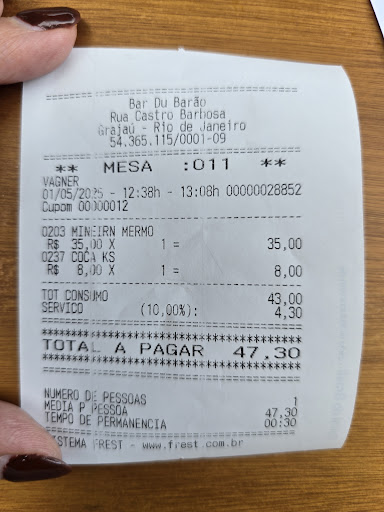 Bar Du Barão
Rua Castro Barbosa
Grajaú - Rio de Janeiro
54.365.115/0001-09
** MESA :011 **
VAGNER
01/05/2025 - 12:38h - 13:08h 00000028852
Cupom 00000012
0203 MINEIRN MERMO
R$ 35,00 X 1 = 35,00
0237 COCA KS
R$ 8,00 X 1 = 8,00
TOT CONSUMO 43,00
SERVICO (10,00%): 4,30
TOTAL A PAGAR 47,30
NUMERO DE PESSOAS 1
MEDIA P PESSOA 47,30
TEMPO DE PERMANENCIA 00:30
ISTEMA FREST - www.frest.com.br